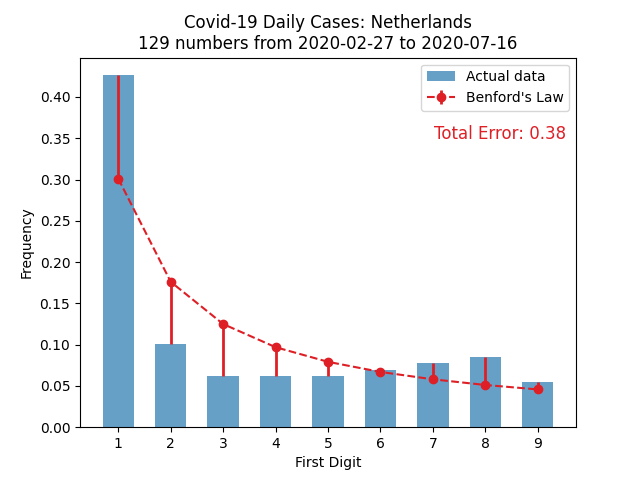 Covid-19 Daily Cases: Netherlands
129 numbers from 2020-02-27 to 2020-07-16
Actual data
Benford's Law
Total Error: 0.38
Frequency
0.40
0.35
0.30
0.25
0.20
0.15
0.10
0.05
0.00
1 2 3 4 5 6 7 8 9
First Digit